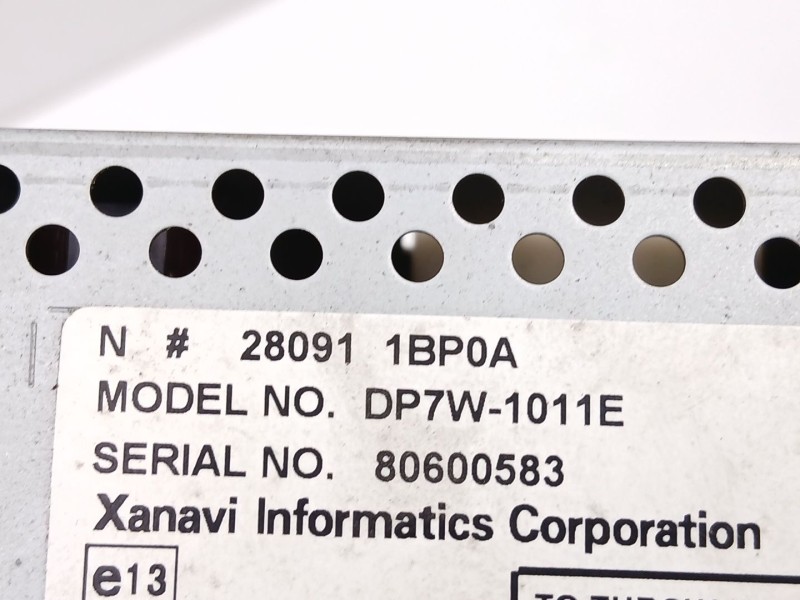 N # 28091 1BP0A
MODEL NO. DP7W-1011E
SERIAL NO. 80600583
Xanavi Informatics Corporation
e13